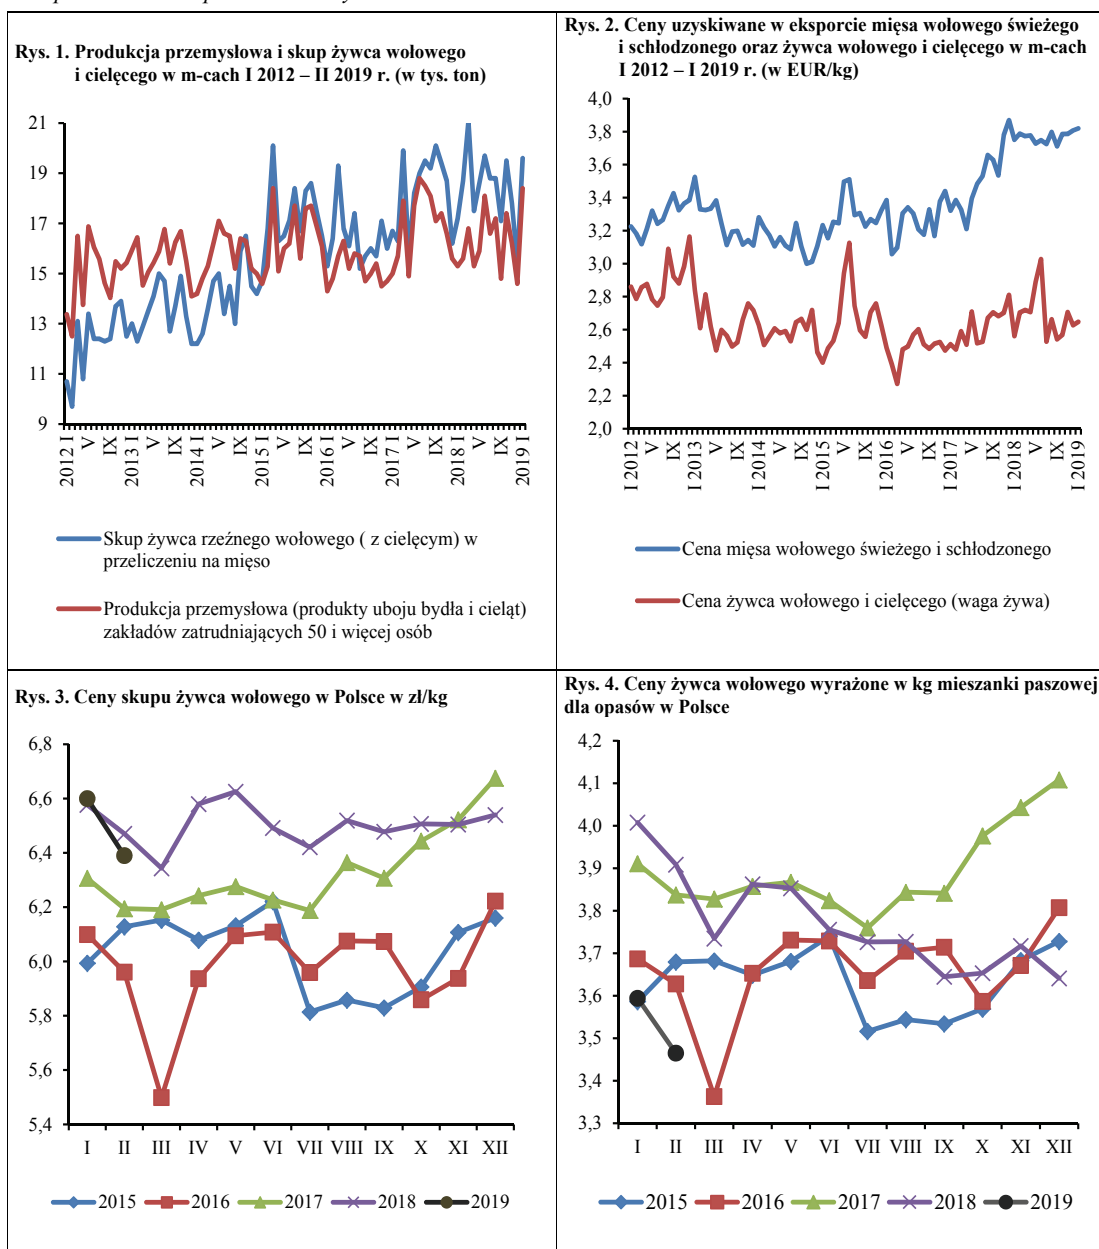 Rys. 1. Produkcja przemysłowa i skup żywca wołowego
i cielęcego w m-cach I 2012 – II 2019 r. (w tys. ton)
21
19
17
15
13
11
9
2012 I
V
IX
2013 I
V
IX
2014 I
V
IX
2015 I
V
IX
2016 I
V
IX
2017 I
V
IX
2018 I
V
IX
2019 I
Skup żywca rzeźnego wołowego ( z cielęcym) w
przeliczeniu na mięso
Produkcja przemysłowa (produkty uboju bydła i cieląt)
zakładów zatrudniających 50 i więcej osób
Rys. 2. Ceny uzyskiwane w eksporcie mięsa wołowego świeżego
i schłodzonego oraz żywca wołowego i cielęcego w m-cach
I 2012 – I 2019 r. (w EUR/kg)
4,0
3,8
3,6
3,4
3,2
3,0
2,8
2,6
2,4
2,2
2,0
I 2012
V
IX
I 2013
V
IX
I 2014
V
IX
I 2015
V
IX
I 2016
V
IX
I 2017
V
IX
I 2018
V
IX
I 2019
Cena mięsa wołowego świeżego i schłodzonego
Cena żywca wołowego i cielęcego (waga żywa)
Rys. 3. Ceny skupu żywca wołowego w Polsce w zł/kg
6,8
6,6
6,4
6,2
6,0
5,8
5,6
5,4
I II III IV V VI VII VIII IX X XI XII
2015 2016 2017 2018 2019
Rys. 4. Ceny żywca wołowego wyrażone w kg mieszanki paszowej
dla opasów w Polsce
4,2
4,1
4,0
3,9
3,8
3,7
3,6
3,5
3,4
3,3
I II III IV V VI VII VIII IX X XI XII
2015 2016 2017 2018 2019